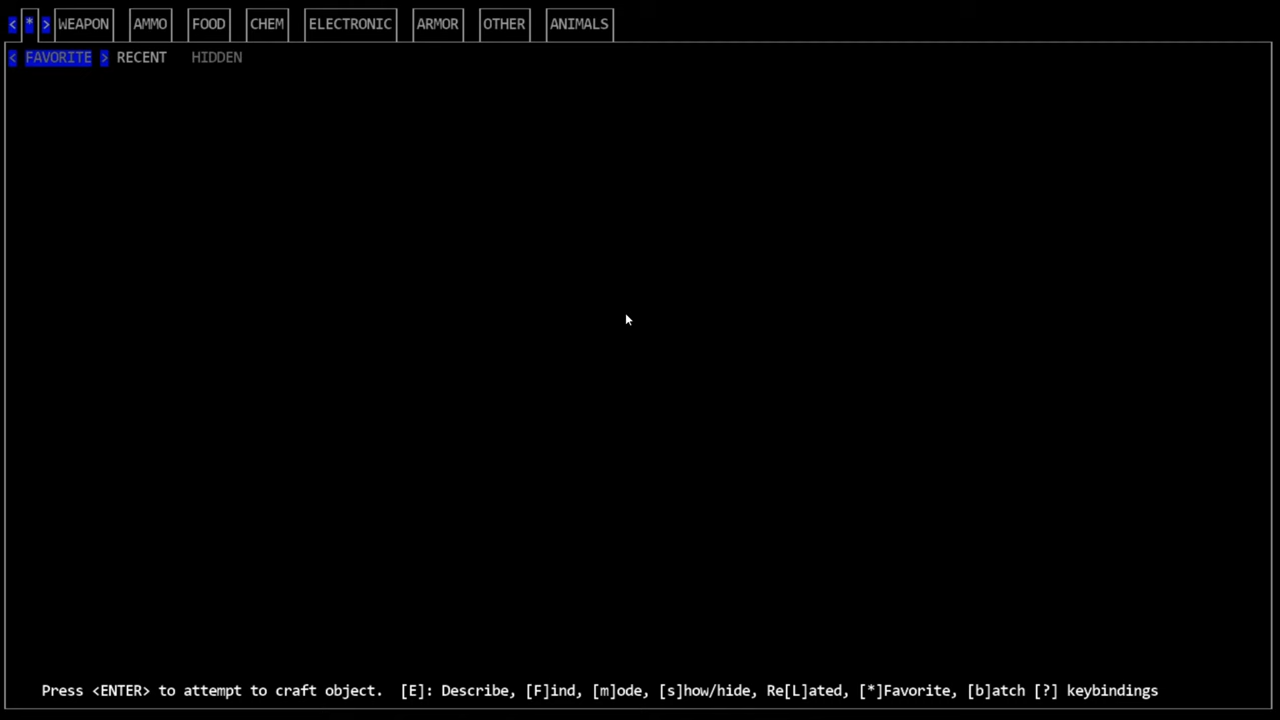 < * > WEAPON AMMO FOOD CHEM ELECTRONIC ARMOR OTHER ANIMALS
< FAVORITE > RECENT HIDDEN
Press <ENTER> to attempt to craft object. [E]: Describe, [F]ind, [m]ode, [s]how/hide, Re[L]ated, [*]Favorite, [b]atch [?] keybindings